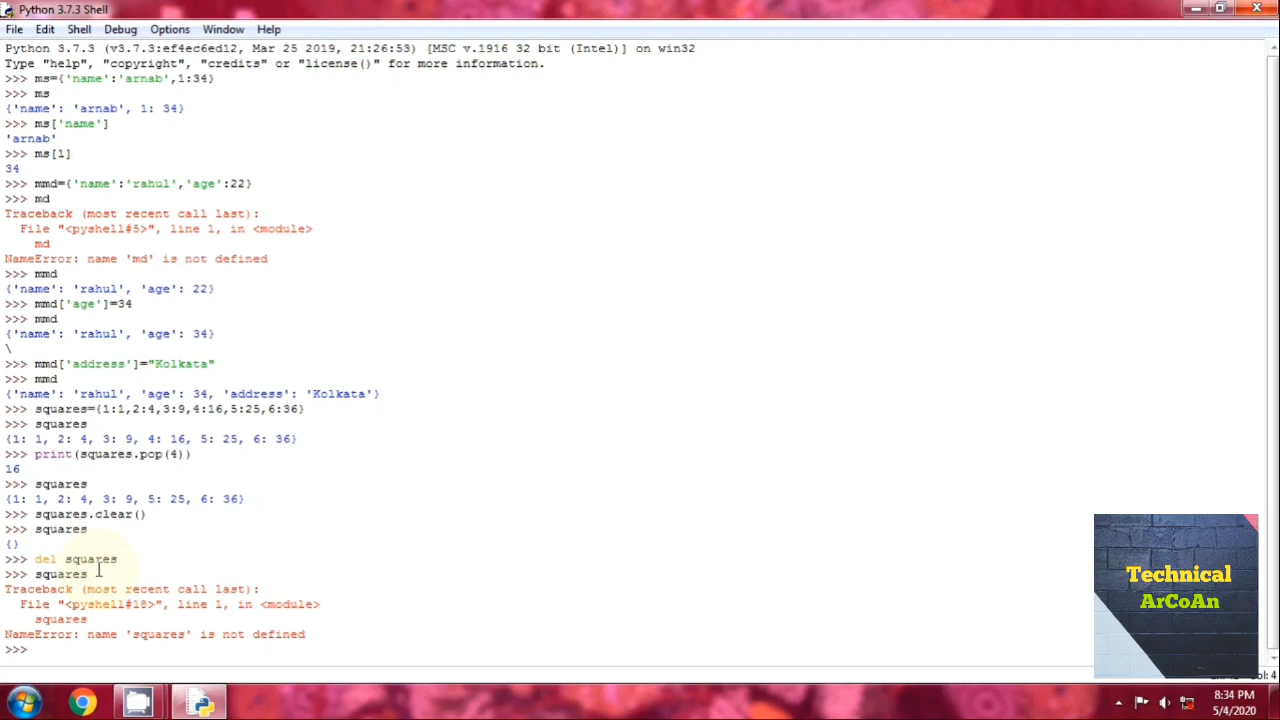 Python 3.7.3 Shell
File Edit Shell Debug Options Window Help
Python 3.7.3 (v3.7.3:ef4ec6ed12, Mar 25 2019, 21:26:53) [MSC v.1916 32 bit (Intel)] on win32
Type "help", "copyright", "credits" or "license()" for more information.
>>> ms={'name':'arnab',1:34}
>>> ms
{'name': 'arnab', 1: 34}
>>> ms['name']
'arnab'
>>> ms[1]
34
>>> mmd={'name':'rahul','age':22}
>>> md
Traceback (most recent call last):
  File "<pyshell#5>", line 1, in <module>
    md
NameError: name 'md' is not defined
>>> mmd
{'name': 'rahul', 'age': 22}
>>> mmd['age']=34
>>> mmd
{'name': 'rahul', 'age': 34}
\
>>> mmd['address']="Kolkata"
>>> mmd
{'name': 'rahul', 'age': 34, 'address': 'Kolkata'}
>>> squares={1:1,2:4,3:9,4:16,5:25,6:36}
>>> squares
{1: 1, 2: 4, 3: 9, 4: 16, 5: 25, 6: 36}
>>> print(squares.pop(4))
16
>>> squares
{1: 1, 2: 4, 3: 9, 5: 25, 6: 36}
>>> squares.clear()
>>> squares
{}
>>> del squares
>>> squares
Traceback (most recent call last):
  File "<pyshell#18>", line 1, in <module>
    squares
NameError: name 'squares' is not defined
>>>
Technical
ArCoAn
Col: 4
8:34 PM
5/4/2020